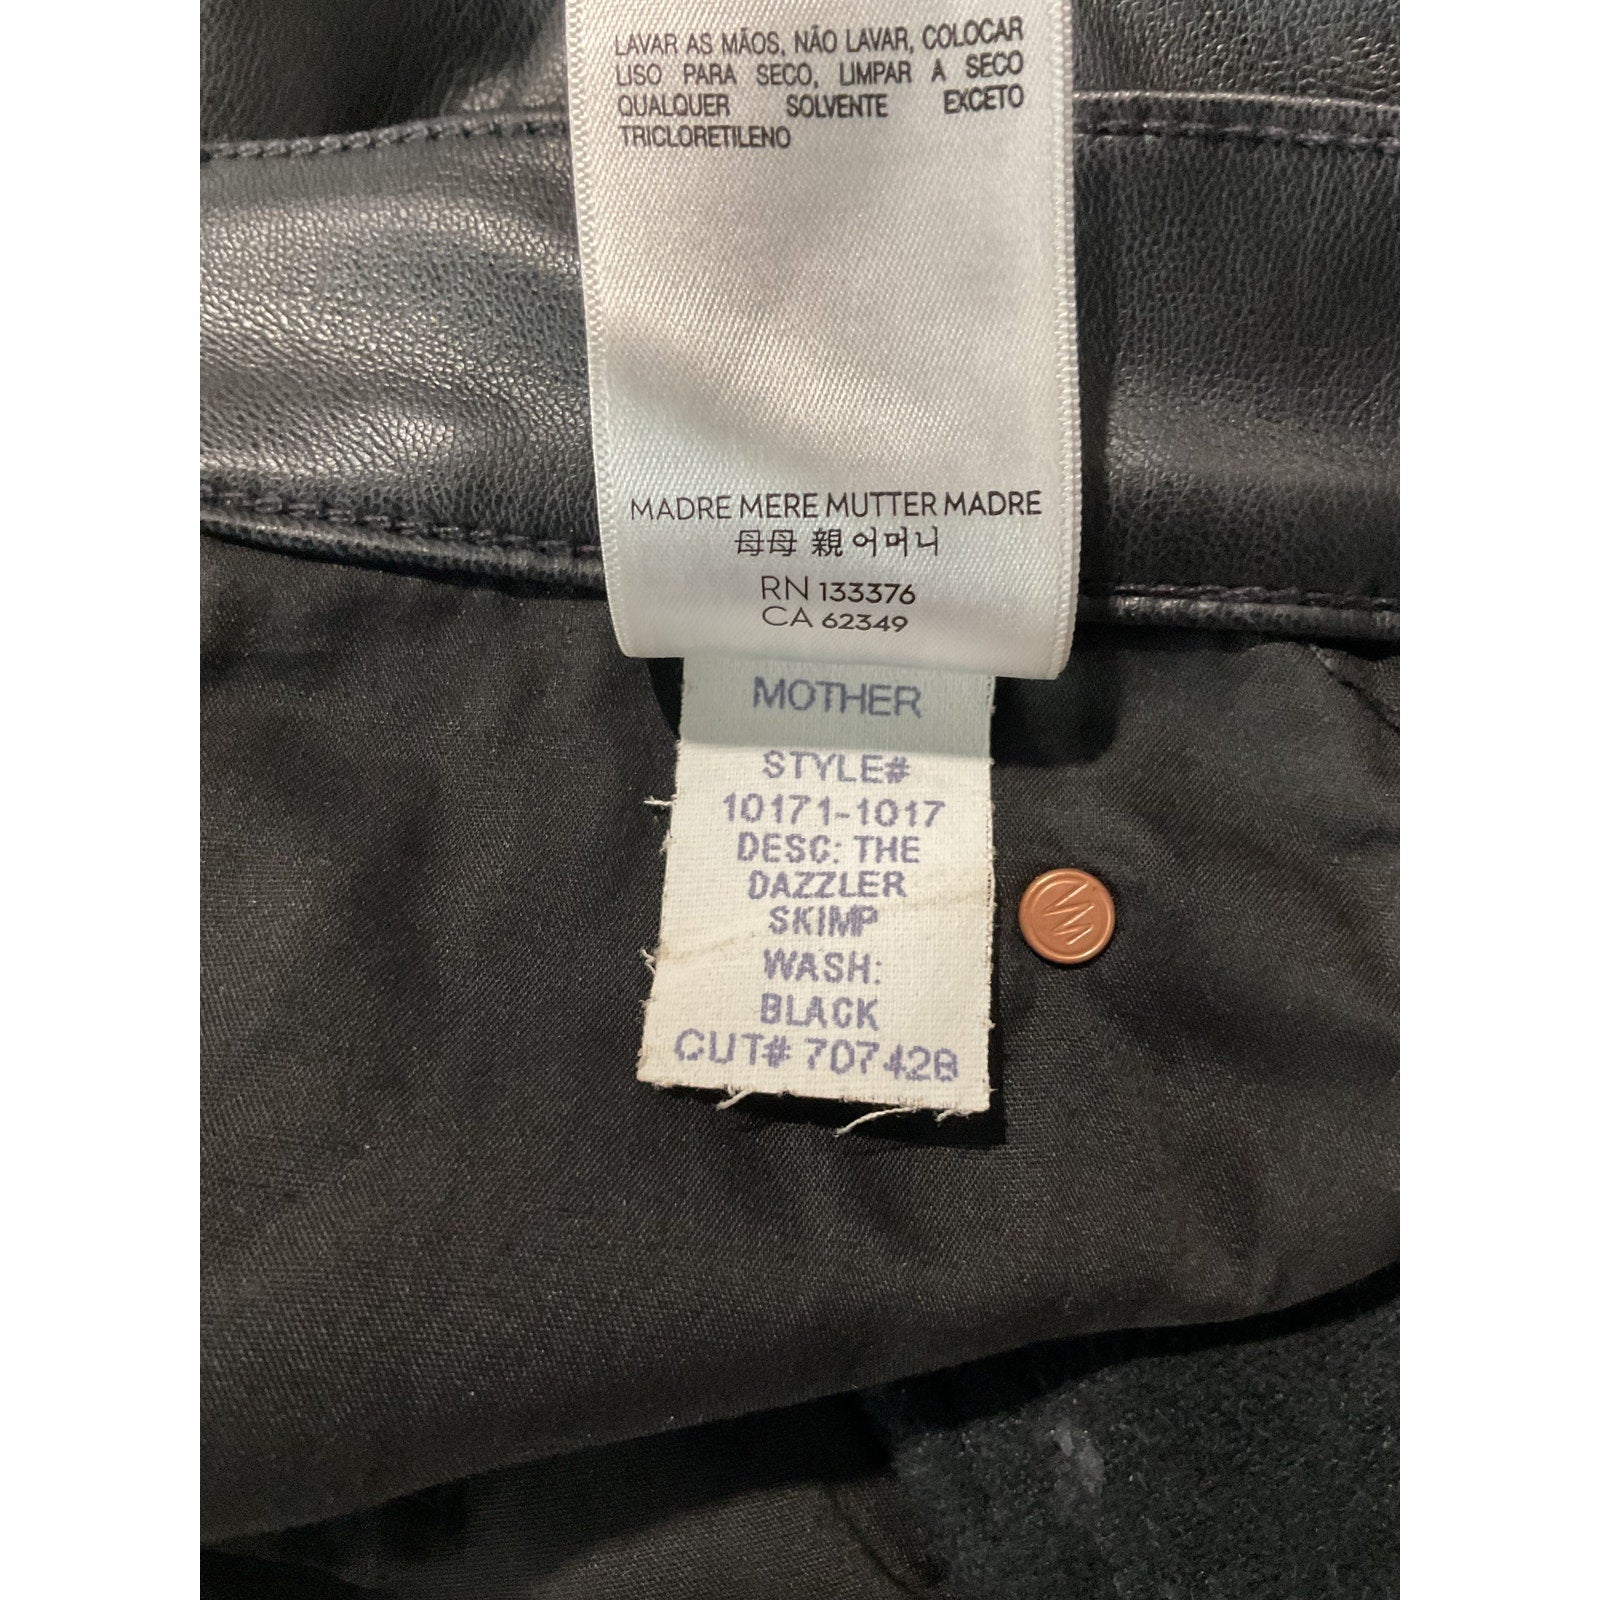 LAVAR AS MÃOS, NÃO LAVAR, COLOCAR
LISO PARA SECO, LIMPAR A SECO
QUALQUER SOLVENTE EXCETO
TRICLORETILENO
MADRE MERE MUTTER MADRE
母母 親 어머니
RN 133376
CA 62349
MOTHER
STYLE#
10171-1017
DESC: THE
DAZZLER
SKIMP
WASH:
BLACK
CUT# 70742B